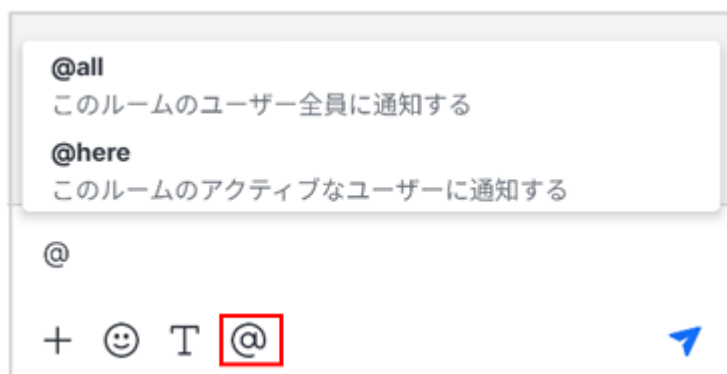 @all
このルームのユーザー全員に通知する
@here
このルームのアクティブなユーザーに通知する
@
T @